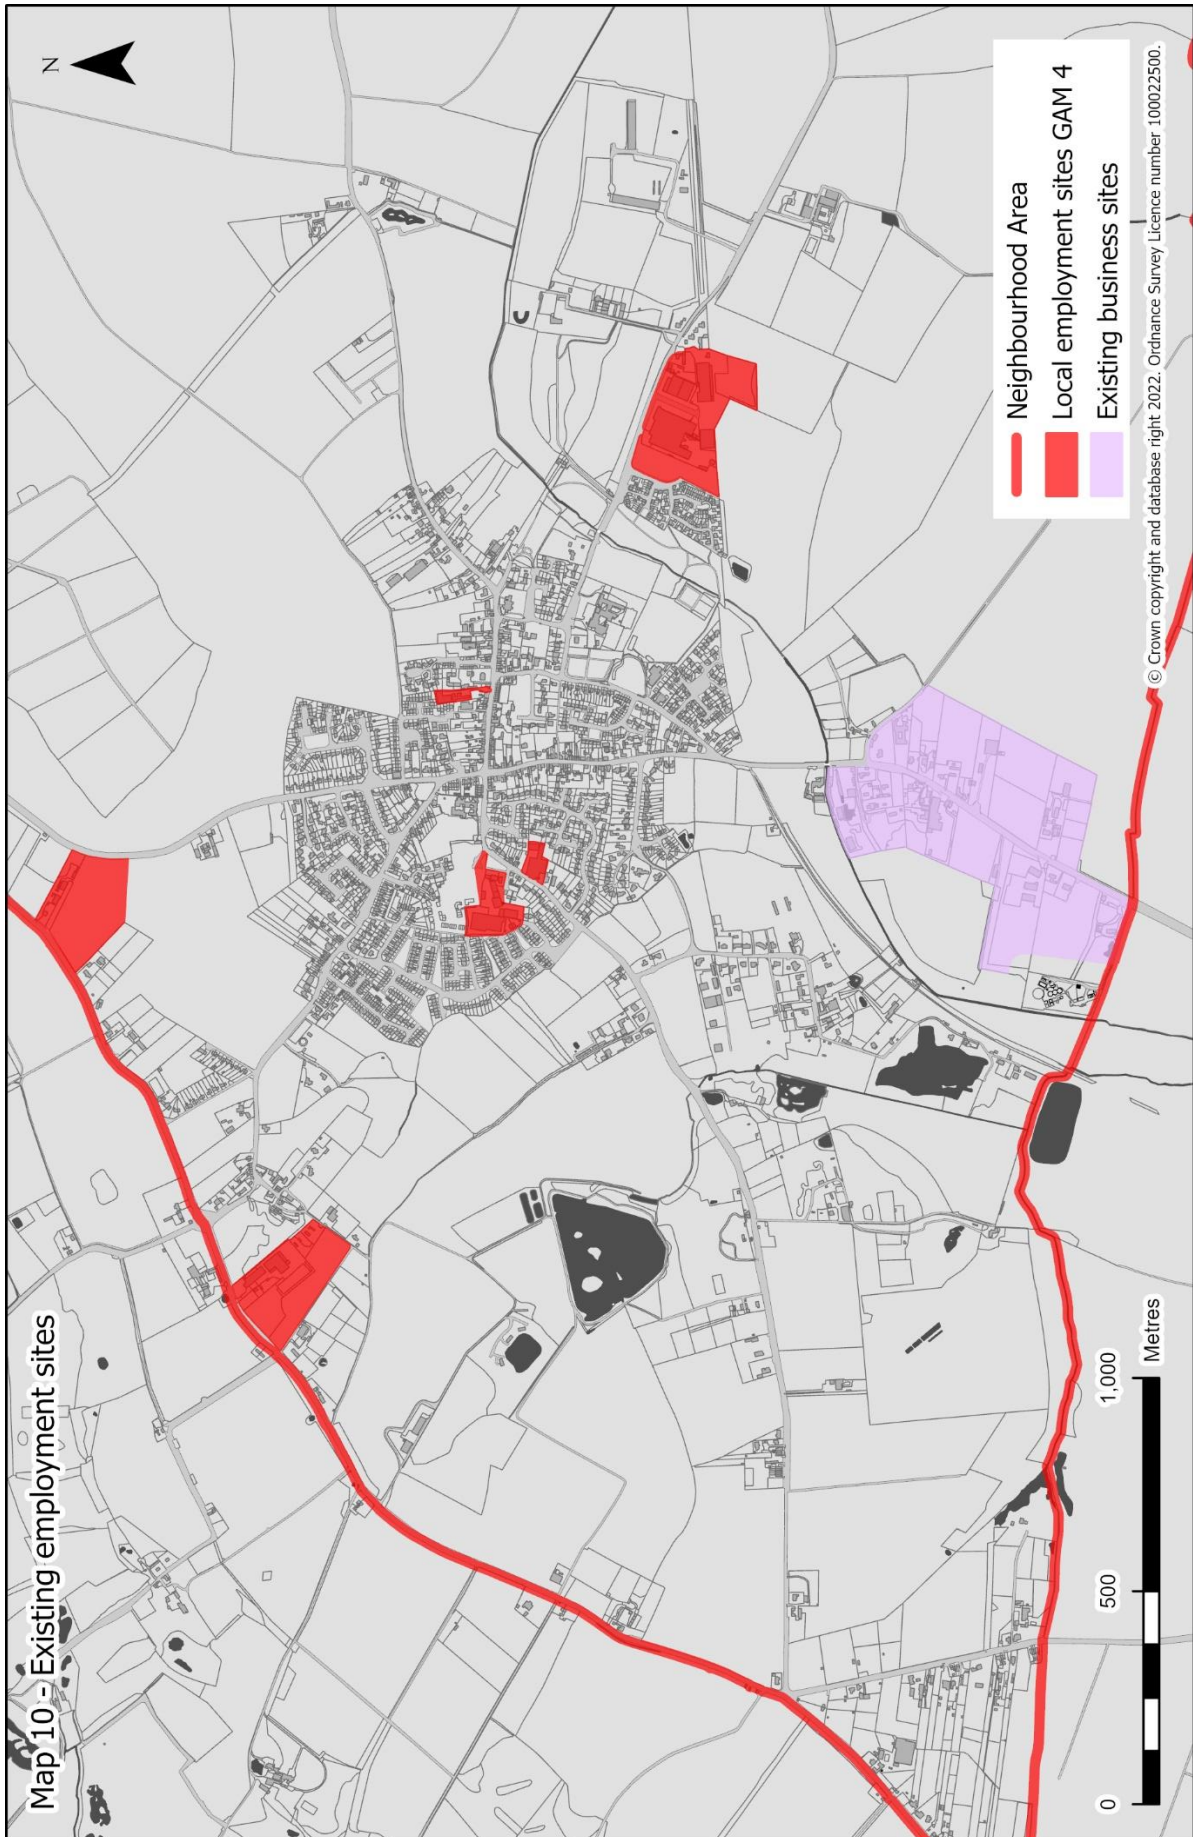 Map 10 - Existing employment sites
N
Neighbourhood Area
Local employment sites GAM 4
Existing business sites
© Crown copyright and database right 2022. Ordnance Survey Licence number 100022500.
0 500 1,000
Metres